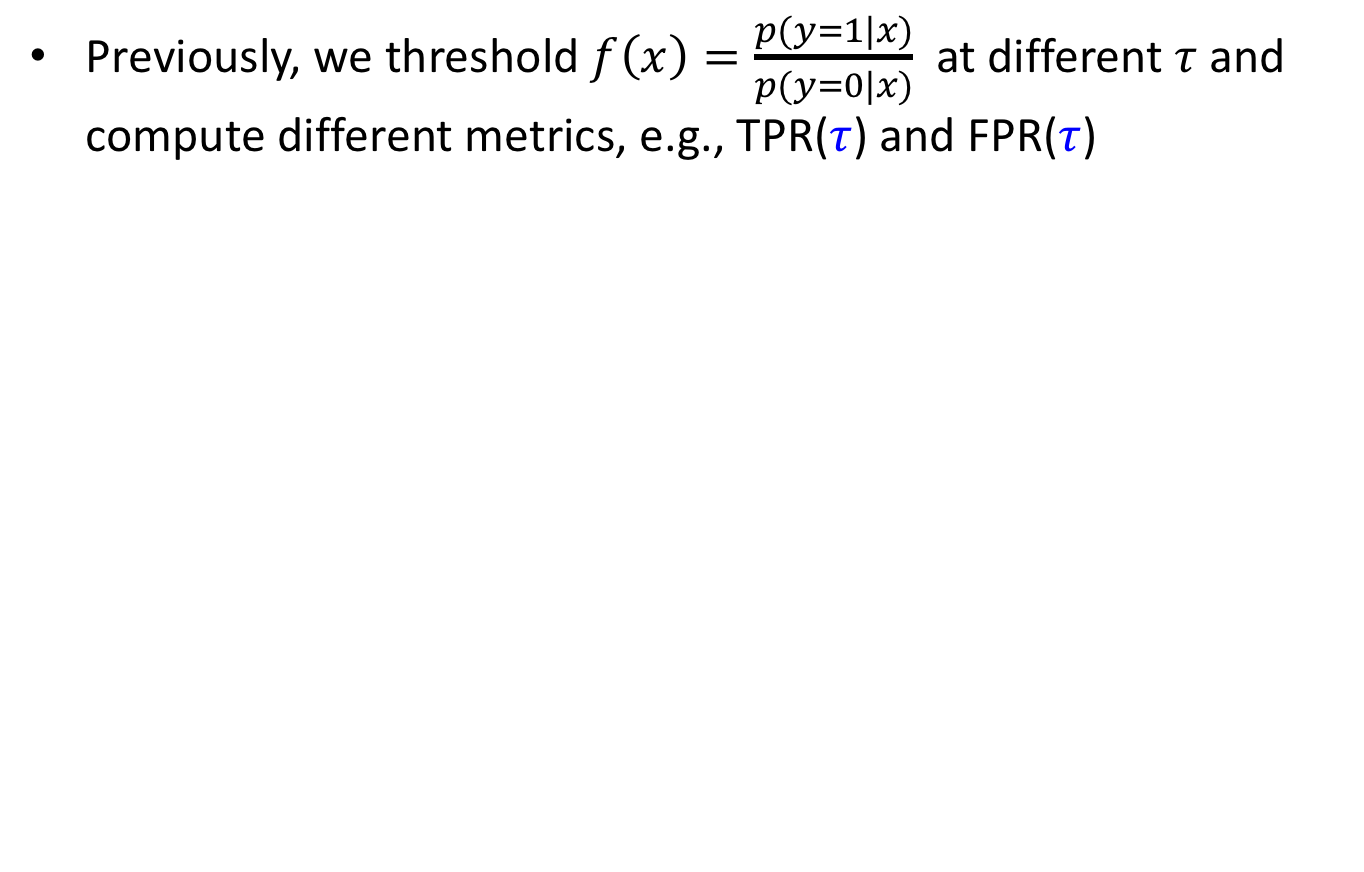 • Previously, we threshold f(x) = p(y=1|x) / p(y=0|x) at different τ and
compute different metrics, e.g., TPR(τ) and FPR(τ)